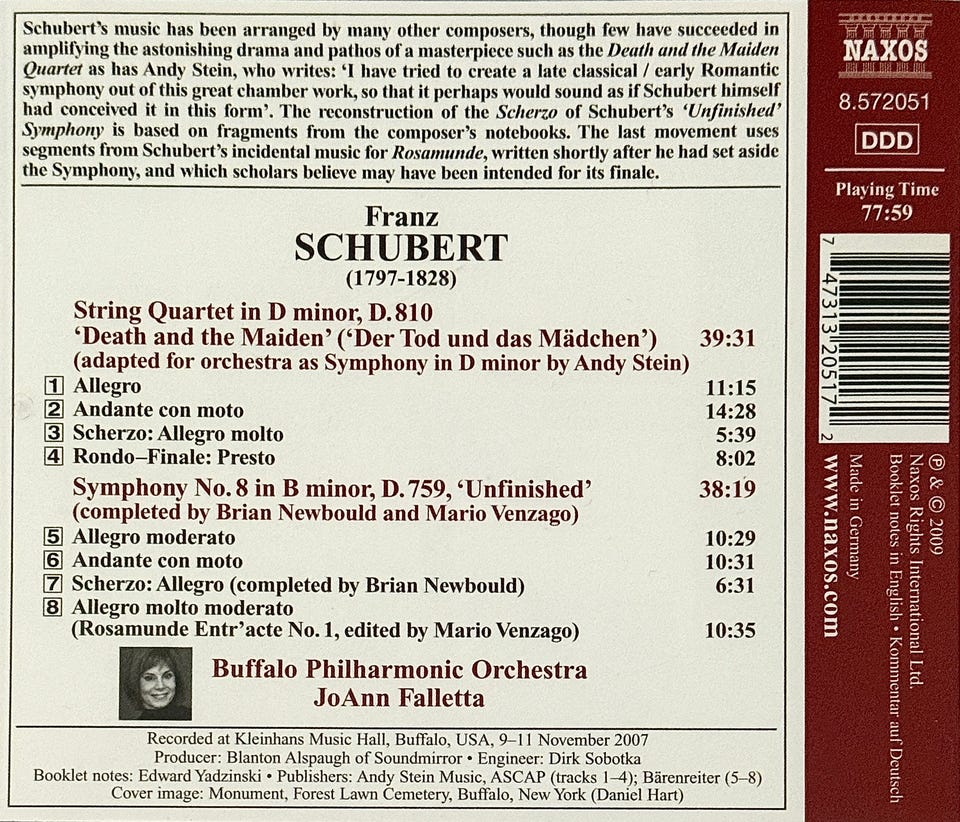 Schubert's music has been arranged by many other composers, though few have succeeded in
amplifying the astonishing drama and pathos of a masterpiece such as the Death and the Maiden
Quartet as has Andy Stein, who writes: ‘I have tried to create a late classical / early Romantic
symphony out of this great chamber work, so that it perhaps would sound as if Schubert himself
had conceived it in this form’. The reconstruction of the Scherzo of Schubert's ‘Unfinished’
Symphony is based on fragments from the composer's notebooks. The last movement uses
segments from Schubert's incidental music for Rosamunde, written shortly after he had set aside
the Symphony, and which scholars believe may have been intended for its finale.
Franz
SCHUBERT
(1797-1828)
String Quartet in D minor, D.810
‘Death and the Maiden’ (‘Der Tod und das Mädchen’) 39:31
(adapted for orchestra as Symphony in D minor by Andy Stein)
1 Allegro 11:15
2 Andante con moto 14:28
3 Scherzo: Allegro molto 5:39
4 Rondo–Finale: Presto 8:02
Symphony No. 8 in B minor, D.759, ‘Unfinished’ 38:19
(completed by Brian Newbould and Mario Venzago)
5 Allegro moderato 10:29
6 Andante con moto 10:31
7 Scherzo: Allegro (completed by Brian Newbould) 6:31
8 Allegro molto moderato
(Rosamunde Entr'acte No. 1, edited by Mario Venzago) 10:35
Buffalo Philharmonic Orchestra
JoAnn Falletta
Recorded at Kleinhans Music Hall, Buffalo, USA, 9–11 November 2007
Producer: Blanton Alspaugh of Soundmirror • Engineer: Dirk Sobotka
Booklet notes: Edward Yadzinski • Publishers: Andy Stein Music, ASCAP (tracks 1–4); Bärenreiter (5–8)
Cover image: Monument, Forest Lawn Cemetery, Buffalo, New York (Daniel Hart)
NAXOS
8.572051
DDD
Playing Time
77:59
7 47313 20517 2
℗ & © 2009
Naxos Rights International Ltd.
Booklet notes in English • Kommentar auf Deutsch
Made in Germany
www.naxos.com